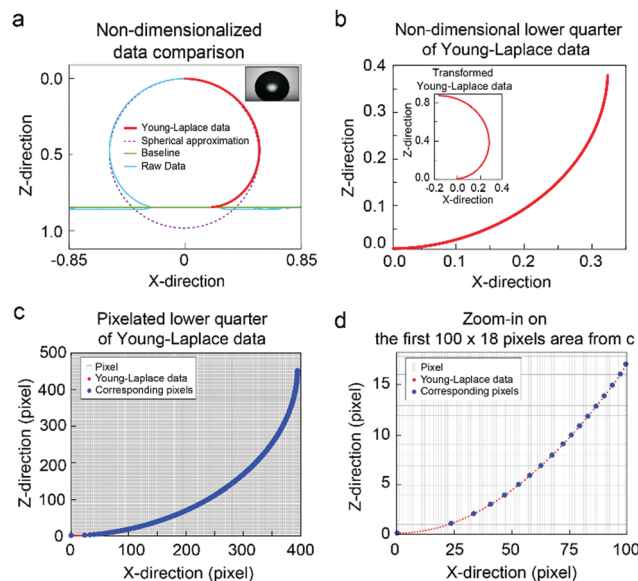 a
Non-dimensionalized
data comparison
Z-direction
0.0
0.5
1.0
Young-Laplace data
Spherical approximation
Baseline
Raw Data
-0.85
0
0.85
X-direction
b
Non-dimensional lower quarter
of Young-Laplace data
Z-direction
0.4
0.3
0.2
0.1
0.0
Transformed
Young-Laplace data
Z-direction
0.8
0.4
0.0
-0.2
0.0
0.2
0.4
X-direction
0.0
0.1
0.2
0.3
X-direction
c
Pixelated lower quarter
of Young-Laplace data
Z-direction (pixel)
500
400
300
200
100
0
Pixel
Young-Laplace data
Corresponding pixels
0
100
200
300
400
X-direction (pixel)
d
Zoom-in on
the first 100 x 18 pixels area from c
Z-direction (pixel)
15
10
5
0
Pixel
Young-Laplace data
Corresponding pixels
0
25
50
75
100
X-direction (pixel)